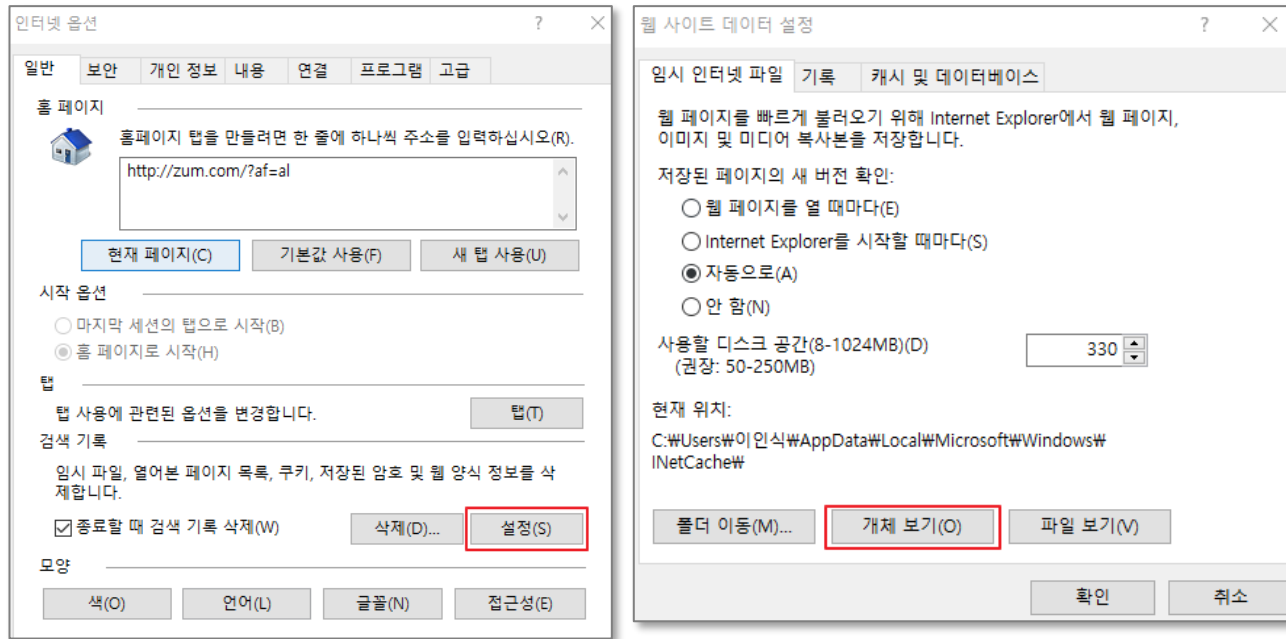 인터넷 옵션
일반 보안 개인 정보 내용 연결 프로그램 고급
홈 페이지
홈페이지 탭을 만들려면 한 줄에 하나씩 주소를 입력하십시오(R).
http://zum.com/?af=al
현재 페이지(C) 기본값 사용(F) 새 탭 사용(U)
시작 옵션
마지막 세션의 탭으로 시작(B)
홈 페이지로 시작(H)
탭
탭 사용에 관련된 옵션을 변경합니다. 탭(T)
검색 기록
임시 파일, 열어본 페이지 목록, 쿠키, 저장된 암호 및 웹 양식 정보를 삭
제합니다.
종료할 때 검색 기록 삭제(W) 삭제(D)... 설정(S)
모양
색(O) 언어(L) 글꼴(N) 접근성(E)
웹 사이트 데이터 설정
임시 인터넷 파일 기록 캐시 및 데이터베이스
웹 페이지를 빠르게 불러오기 위해 Internet Explorer에서 웹 페이지,
이미지 및 미디어 복사본을 저장합니다.
저장된 페이지의 새 버전 확인:
웹 페이지를 열 때마다(E)
Internet Explorer를 시작할 때마다(S)
자동으로(A)
안 함(N)
사용할 디스크 공간(8-1024MB)(D) 330
(권장: 50-250MB)
현재 위치:
C:₩Users₩이인식₩AppData₩Local₩Microsoft₩Windows₩
INetCache₩
폴더 이동(M)... 개체 보기(O) 파일 보기(V)
확인 취소